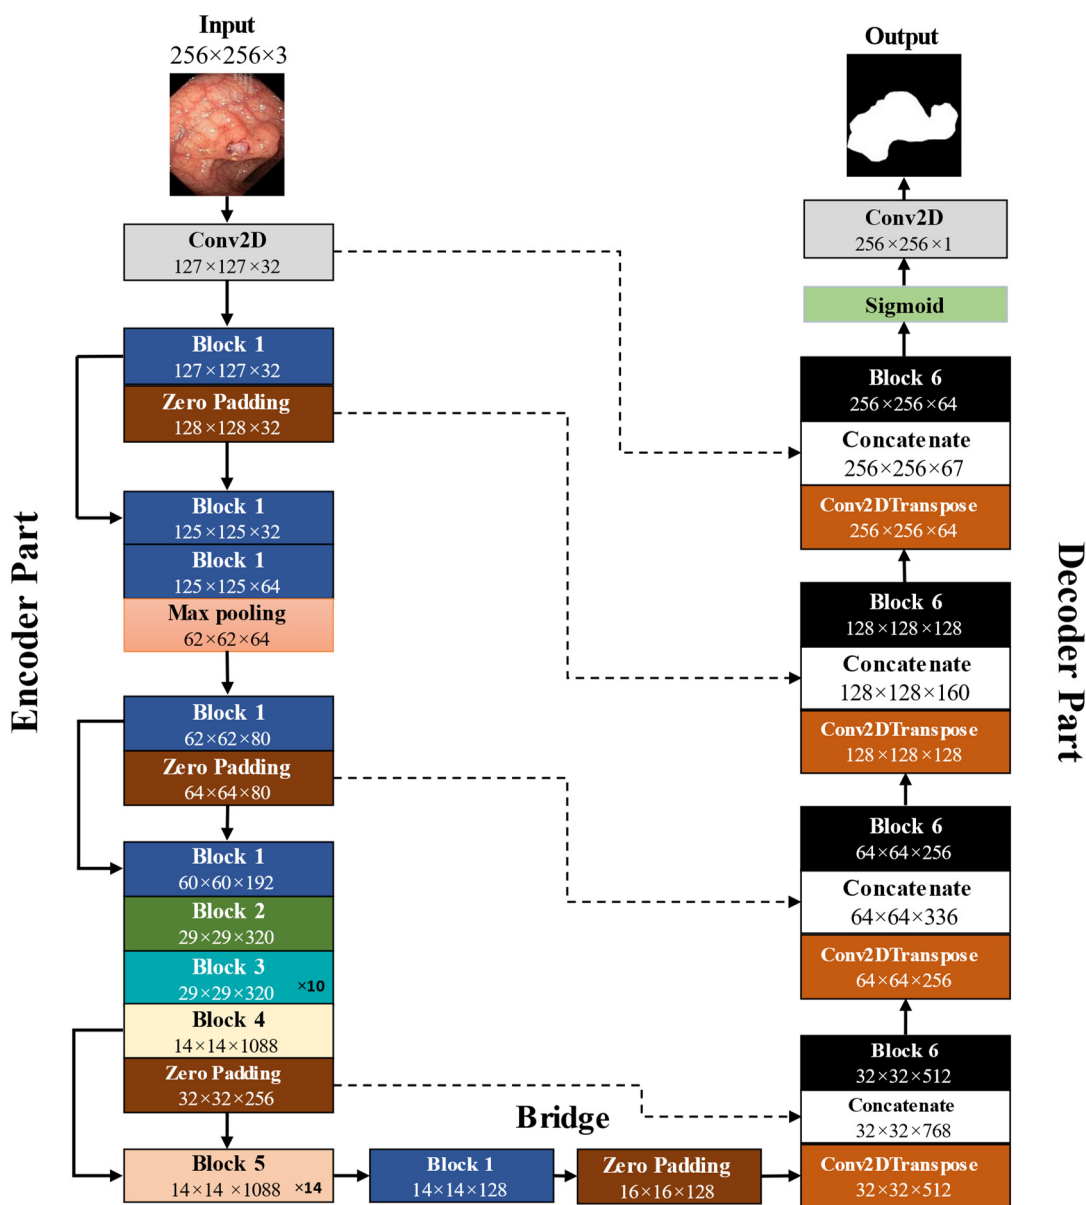 Input
256×256×3
Conv2D
127×127×32
Block 1
127×127×32
Zero Padding
128×128×32
Block 1
125×125×32
Block 1
125×125×64
Max pooling
62×62×64
Block 1
62×62×80
Zero Padding
64×64×80
Block 1
60×60×192
Block 2
29×29×320
Block 3
29×29×320 ×10
Block 4
14×14×1088
Zero Padding
32×32×256
Block 5
14×14 ×1088 ×14
Encoder Part
Bridge
Block 1
14×14×128
Zero Padding
16×16×128
Output
Conv2D
256×256×1
Sigmoid
Block 6
256×256×64
Concatenate
256×256×67
Conv2DTranspose
256×256×64
Block 6
128×128×128
Concatenate
128×128×160
Conv2DTranspose
128×128×128
Block 6
64×64×256
Concatenate
64×64×336
Conv2DTranspose
64×64×256
Block 6
32×32×512
Concatenate
32×32×768
Conv2DTranspose
32×32×512
Decoder Part